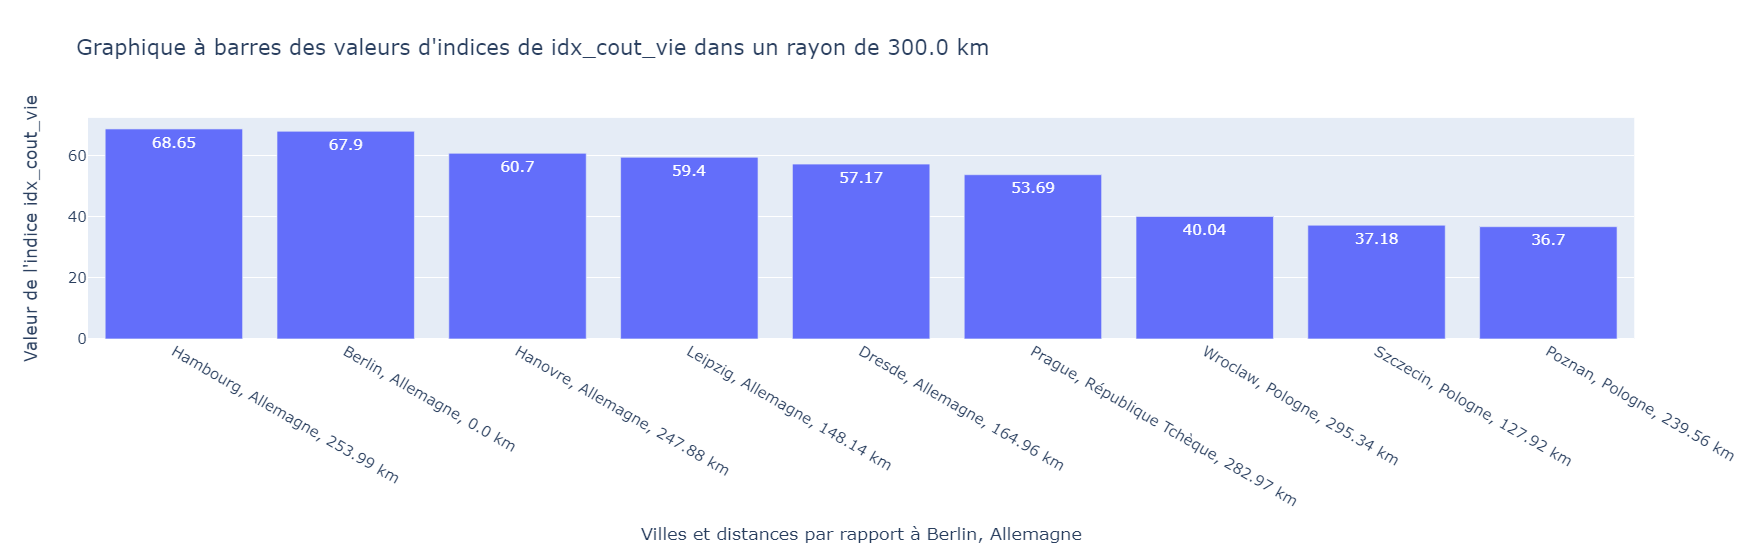 Graphique à barres des valeurs d'indices de idx_cout_vie dans un rayon de 300.0 km
Valeur de l'indice idx_cout_vie
60
40
20
0
68.65
67.9
60.7
59.4
57.17
53.69
40.04
37.18
36.7
Hambourg, Allemagne, 253.99 km
Berlin, Allemagne, 0.0 km
Hanovre, Allemagne, 247.88 km
Leipzig, Allemagne, 148.14 km
Dresde, Allemagne, 164.96 km
Prague, République Tchèque, 282.97 km
Wroclaw, Pologne, 295.34 km
Szczecin, Pologne, 127.92 km
Poznan, Pologne, 239.56 km
Villes et distances par rapport à Berlin, Allemagne